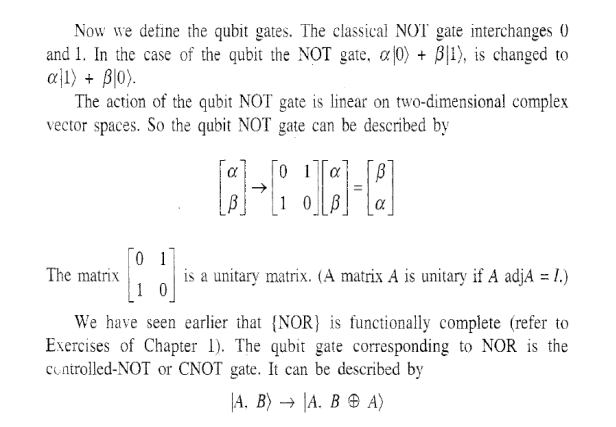 Now we define the qubit gates. The classical NOT gate interchanges 0
and 1. In the case of the qubit the NOT gate, α|0⟩ + β|1⟩, is changed to
α|1⟩ + β|0⟩.
The action of the qubit NOT gate is linear on two-dimensional complex
vector spaces. So the qubit NOT gate can be described by
[α β] → [0 1 1 0] [α β] = [β α]
The matrix [0 1 1 0] is a unitary matrix. (A matrix A is unitary if A adjA = I.)
We have seen earlier that {NOR} is functionally complete (refer to
Exercises of Chapter 1). The qubit gate corresponding to NOR is the
controlled-NOT or CNOT gate. It can be described by
|A. B⟩ → |A. B ⊕ A⟩